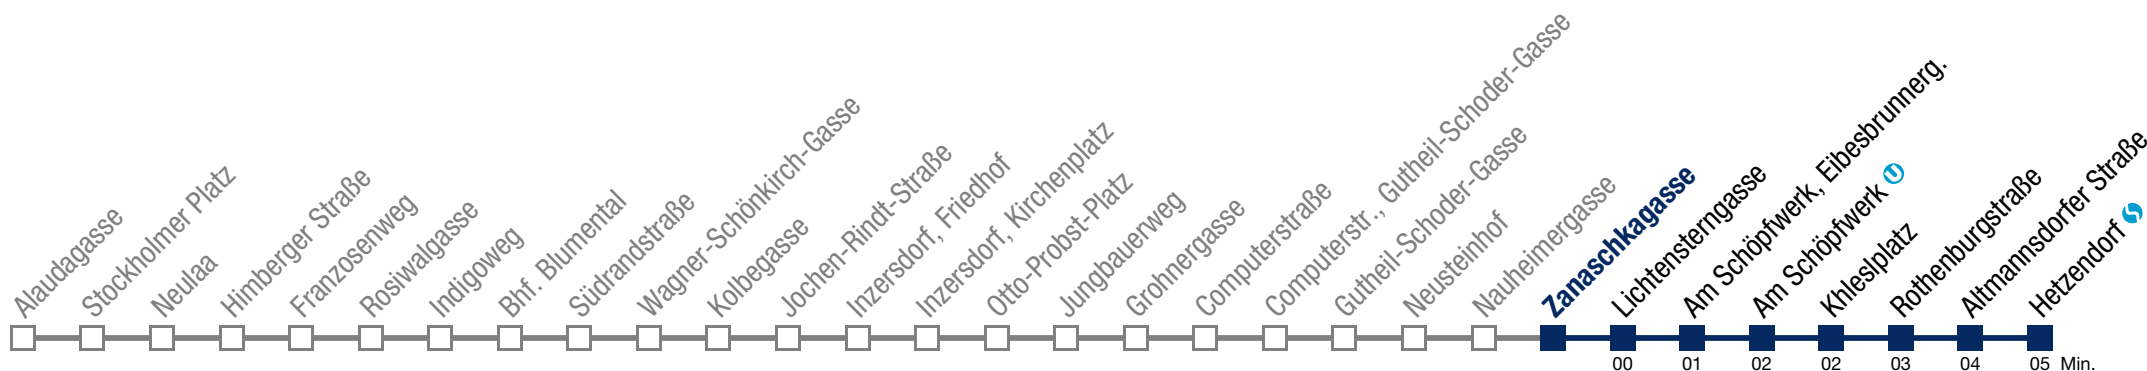 Alaudagasse
Stockholmer Platz
Neulaa
Himberger Straße
Franzosenweg
Rosiwalgasse
Indigoweg
Bhf. Blumental
Südrandstraße
Wagner-Schönkirch-Gasse
Kolbegasse
Jochen-Rindt-Straße
Inzersdorf, Friedhof
Inzersdorf, Kirchenplatz
Otto-Probst-Platz
Jungbauerweg
Grohnergasse
Computerstraße
Computerstr., Gutheil-Schoder-Gasse
Gutheil-Schoder-Gasse
Neusteinhof
Nauheimergasse
Zanaschkagasse
Lichtensterngasse
Am Schöpfwerk, Eibesbrunnerg.
Am Schöpfwerk U
Khleslplatz
Rothenburgstraße
Altmannsdorfer Straße
Hetzendorf S
00 01 02 02 03 04 05 Min.